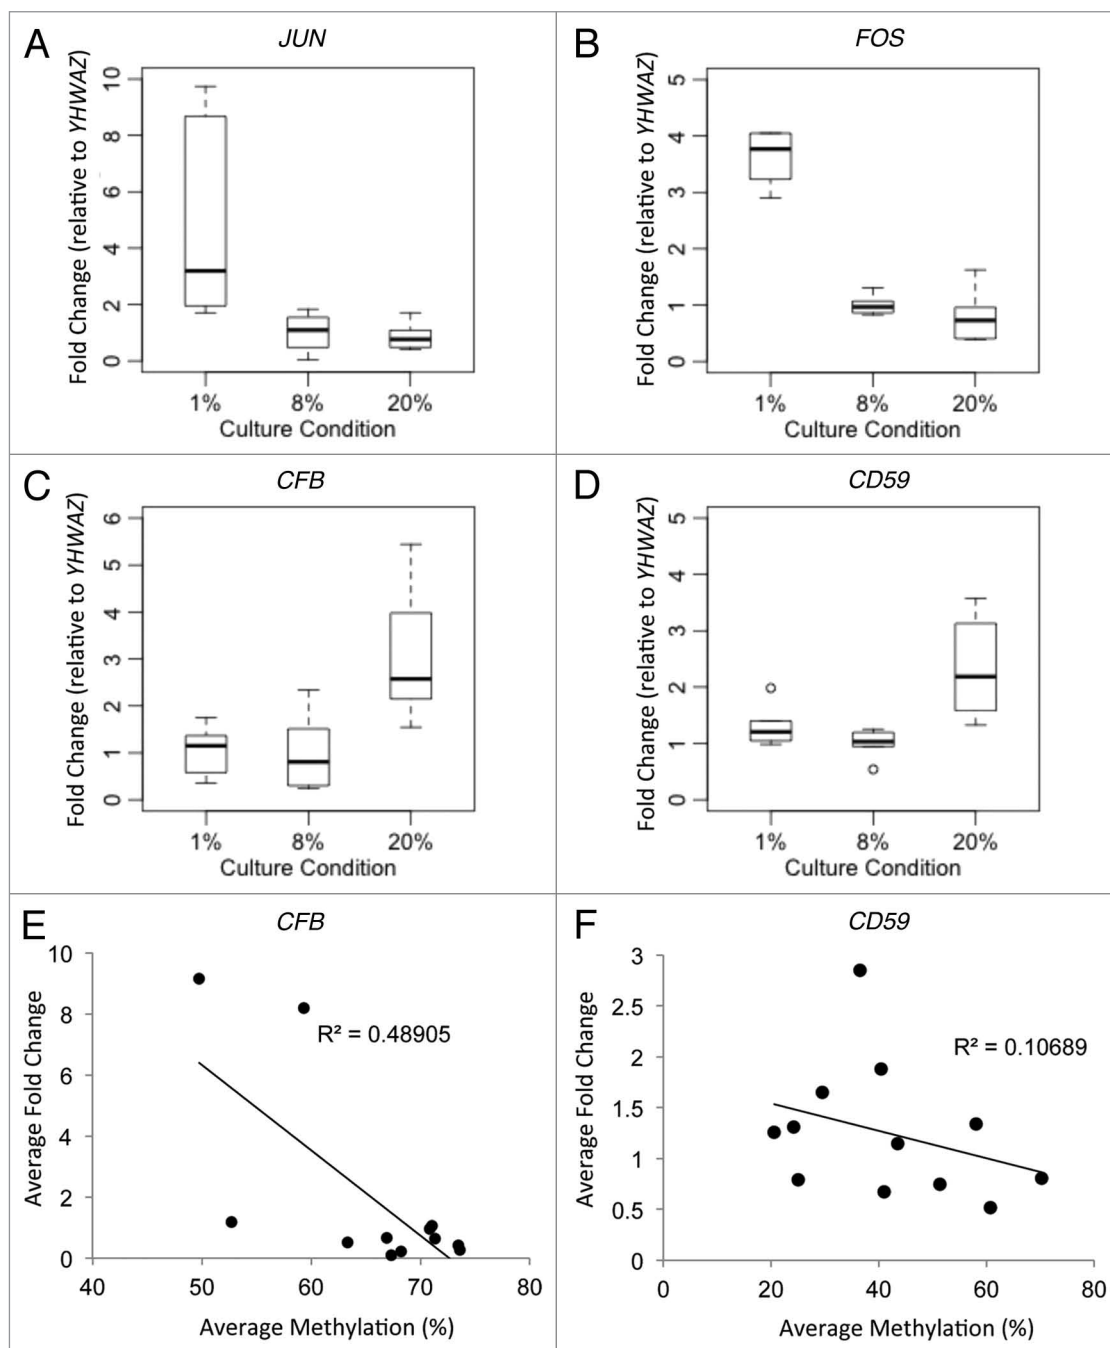 A
JUN
Fold Change (relative to YHWAZ)
10
8
6
4
2
0
1% 8% 20%
Culture Condition
B
FOS
Fold Change (relative to YHWAZ)
5
4
3
2
1
0
1% 8% 20%
Culture Condition
C
CFB
Fold Change (relative to YHWAZ)
6
5
4
3
2
1
0
1% 8% 20%
Culture Condition
D
CD59
Fold Change (relative to YHWAZ)
5
4
3
2
1
0
1% 8% 20%
Culture Condition
E
CFB
Average Fold Change
10
8
6
4
2
0
R² = 0.48905
40 50 60 70 80
Average Methylation (%)
F
CD59
Average Fold Change
3
2.5
2
1.5
1
0.5
0
R² = 0.10689
0 20 40 60 80
Average Methylation (%)